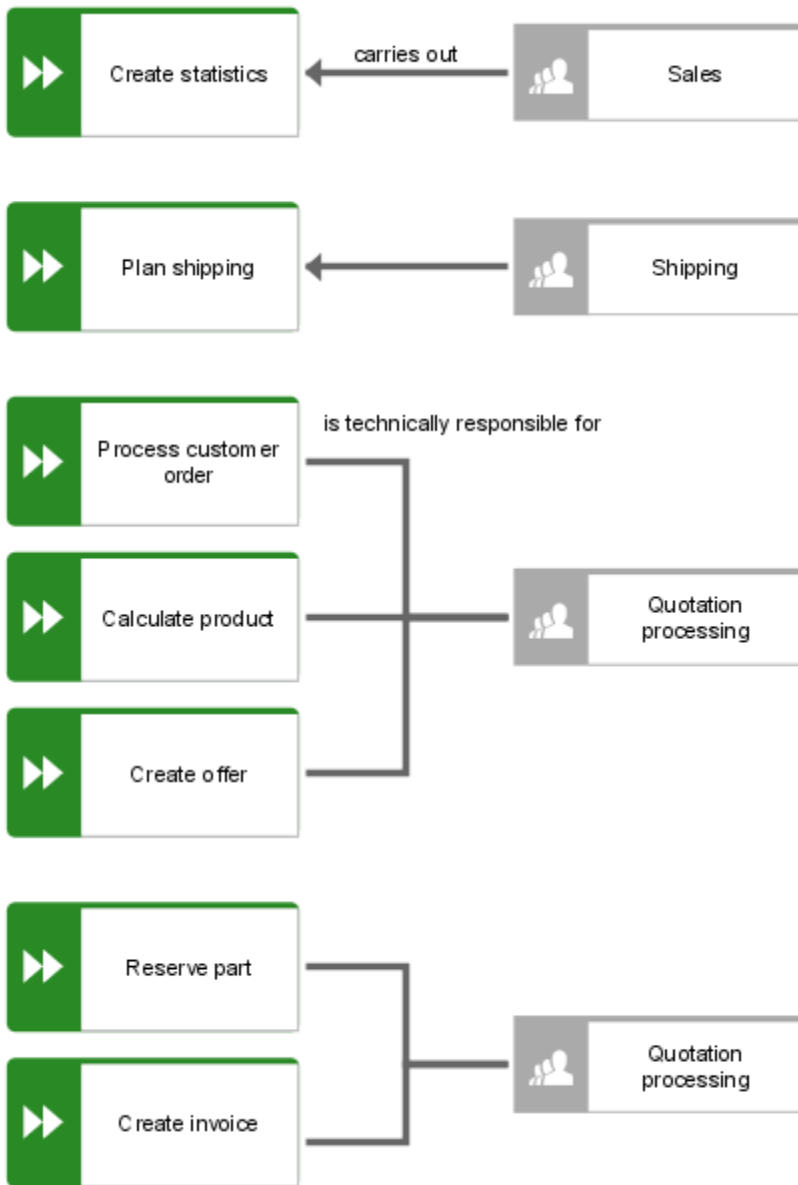 Create statistics
carries out
Sales
Plan shipping
Shipping
Process customer
order
is technically responsible for
Calculate product
Quotation
processing
Create offer
Reserve part
Quotation
processing
Create invoice